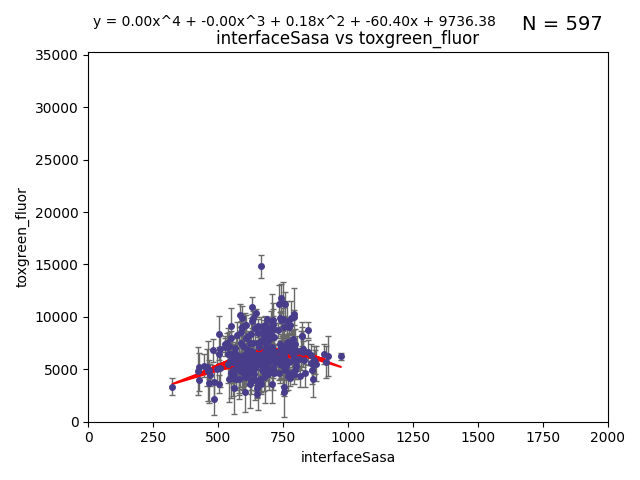 y = 0.00x^4 + -0.00x^3 + 0.18x^2 + -60.40x + 9736.38
N = 597
interfaceSasa vs toxgreen_fluor
35000
30000
25000
20000
15000
10000
5000
0
toxgreen_fluor
0 250 500 750 1000 1250 1500 1750 2000
interfaceSasa